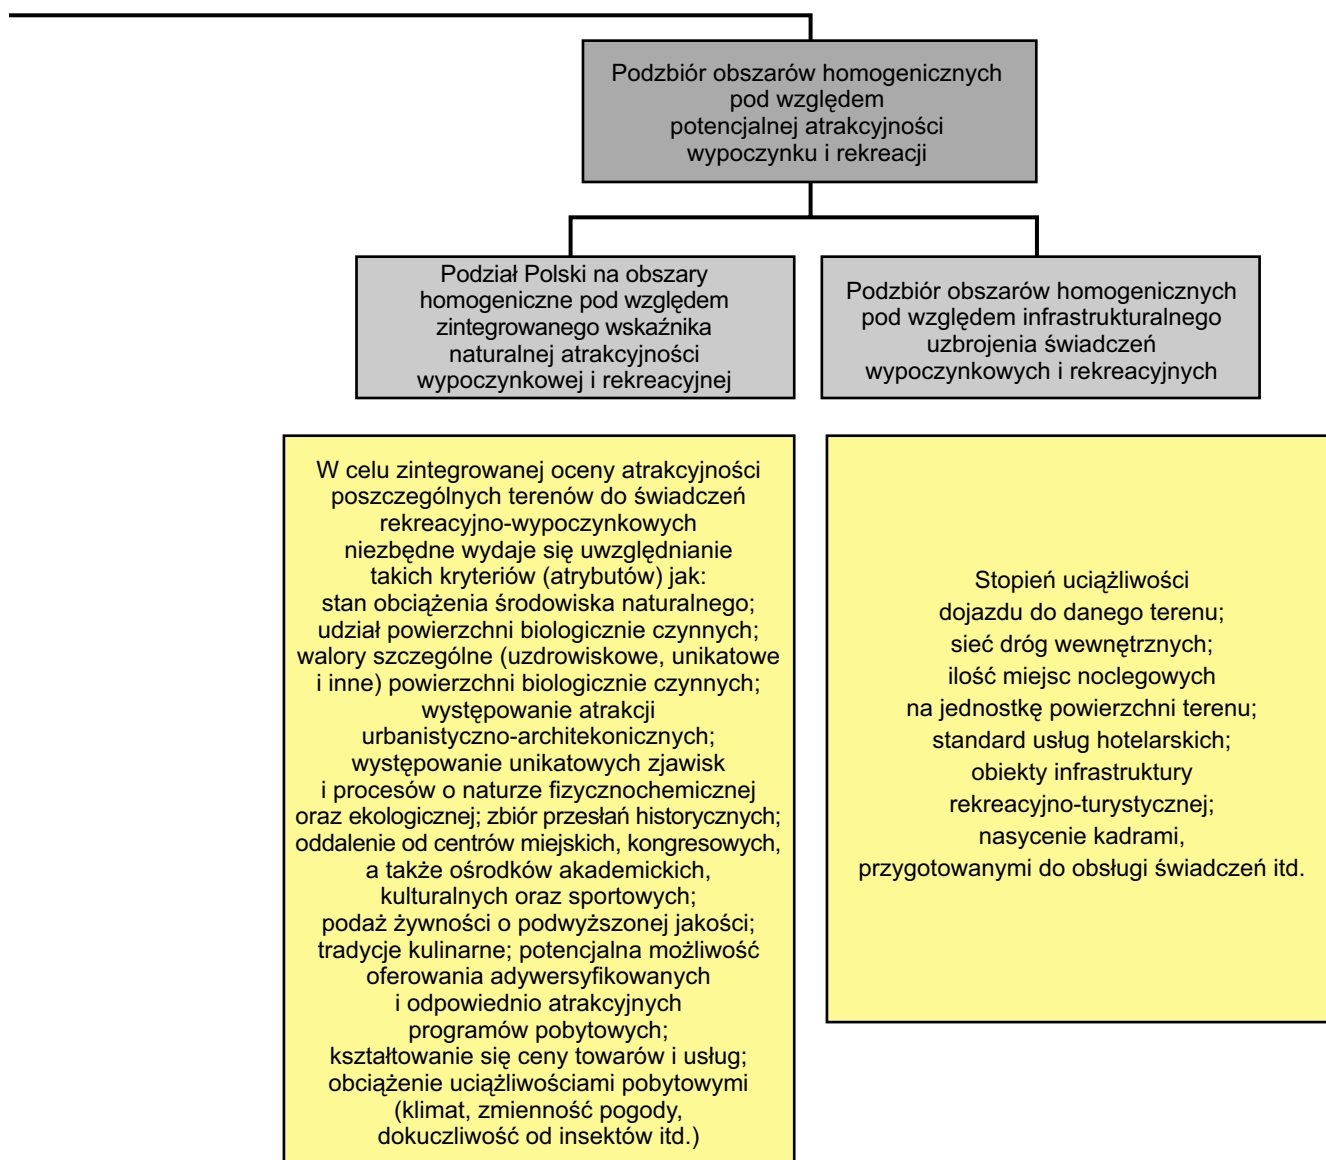 Podzbiór obszarów homogenicznych
pod względem
potencjalnej atrakcyjności
wypoczynku i rekreacji
Podział Polski na obszary
homogeniczne pod względem
zintegrowanego wskaźnika
naturalnej atrakcyjności
wypoczynkowej i rekreacyjnej
Podzbiór obszarów homogenicznych
pod względem infrastrukturalnego
uzbrojenia świadczeń
wypoczynkowych i rekreacyjnych
W celu zintegrowanej oceny atrakcyjności
poszczególnych terenów do świadczeń
rekreacyjno-wypoczynkowych
niezbędne wydaje się uwzględnianie
takich kryteriów (atrybutów) jak:
stan obciążenia środowiska naturalnego;
udział powierzchni biologicznie czynnych;
walory szczególne (uzdrowiskowe, unikatowe
i inne) powierzchni biologicznie czynnych;
występowanie atrakcji
urbanistyczno-architekonicznych;
występowanie unikatowych zjawisk
i procesów o naturze fizycznochemicznej
oraz ekologicznej; zbiór przesłań historycznych;
oddalenie od centrów miejskich, kongresowych,
a także ośrodków akademickich,
kulturalnych oraz sportowych;
podaż żywności o podwyższonej jakości;
tradycje kulinarne; potencjalna możliwość
oferowania adywersyfikowanych
i odpowiednio atrakcyjnych
programów pobytowych;
kształtowanie się ceny towarów i usług;
obciążenie uciążliwościami pobytowymi
(klimat, zmienność pogody,
dokuczliwość od insektów itd.)
Stopień uciążliwości
dojazdu do danego terenu;
sieć dróg wewnętrznych;
ilość miejsc noclegowych
na jednostkę powierzchni terenu;
standard usług hotelarskich;
obiekty infrastruktury
rekreacyjno-turystycznej;
nasycenie kadrami,
przygotowanymi do obsługi świadczeń itd.